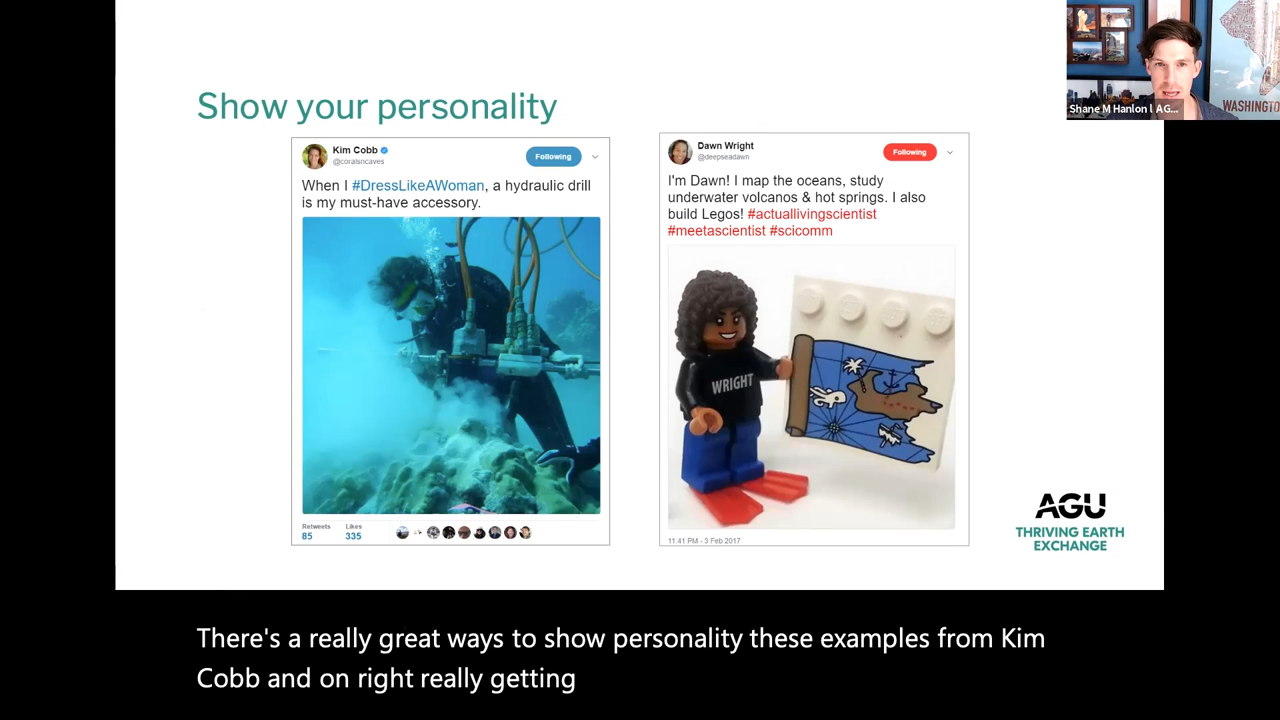 Show your personality
Shane M Hanlon l AG...
WASHINGTO
Kim Cobb
@coralsncaves
Following
When I #DressLikeAWoman, a hydraulic drill
is my must-have accessory.
Retweets
Likes
85
335
Dawn Wright
@deepseadawn
Following
I'm Dawn! I map the oceans, study
underwater volcanos & hot springs. I also
build Legos! #actuallivingscientist
#meetascientist #scicomm
WRIGHT
11:41 PM - 3 Feb 2017
AGU
THRIVING EARTH
EXCHANGE
There's a really great ways to show personality these examples from Kim
Cobb and on right really getting